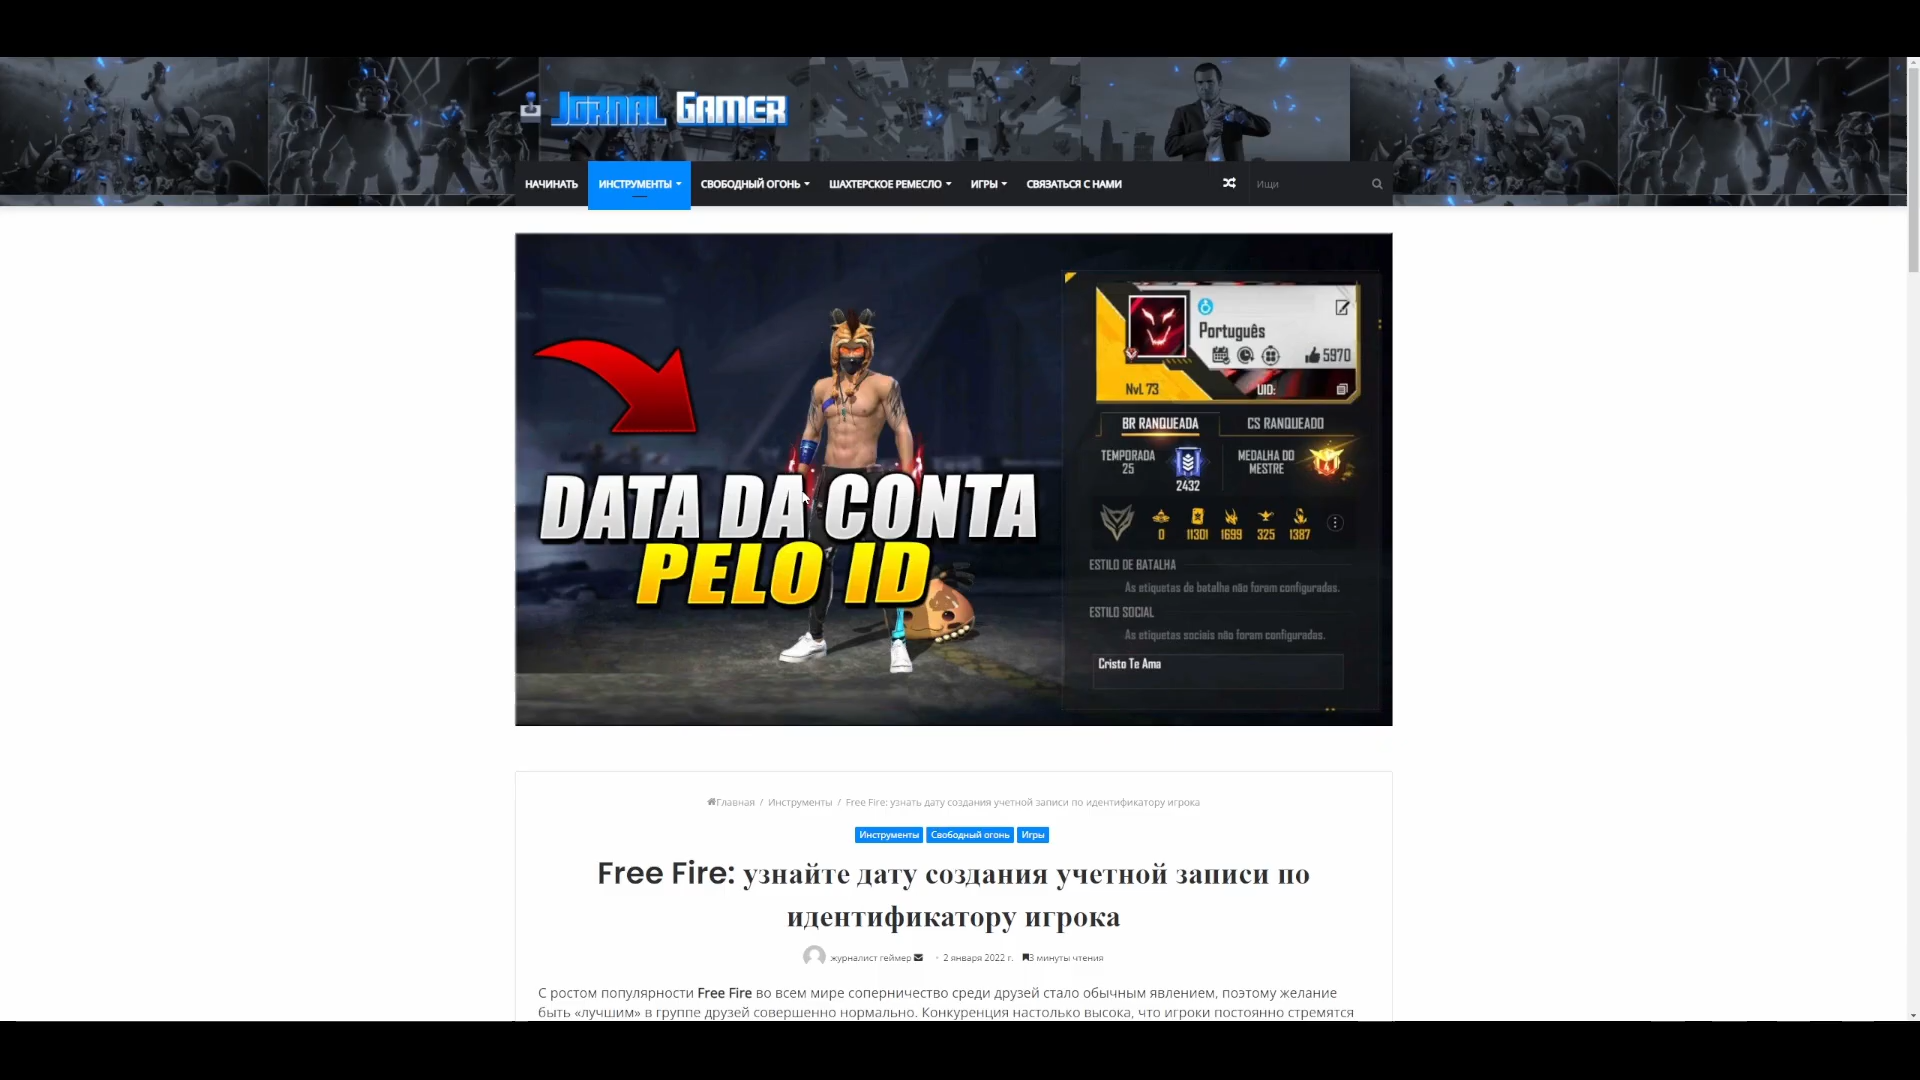 JORNAL GAMER
НАЧИНАТЬ ИНСТРУМЕНТЫ СВОБОДНЫЙ ОГОНЬ ШАХТЕРСКОЕ РЕМЕСЛО ИГРЫ СВЯЗАТЬСЯ С НАМИ Ищи
Português
5970
Nvl. 73 UID:
BR RANQUEADA CS RANQUEADO
TEMPORADA 25 2432 MEDALHA DO MESTRE
0 11301 1699 325 1387
ESTILO DE BATALHA
As etiquetas de batalha não foram configuradas.
ESTILO SOCIAL
As etiquetas sociais não foram configuradas.
Cristo Te Ama
DATA DA CONTA
PELO ID
Главная / Инструменты / Free Fire: узнать дату создания учетной записи по идентификатору игрока
Инструменты Свободный огонь Игры
Free Fire: узнайте дату создания учетной записи по
идентификатору игрока
журналист геймер 2 января 2022 г. 3 минуты чтения
С ростом популярности Free Fire во всем мире соперничество среди друзей стало обычным явлением, поэтому желание
быть «лучшим» в группе друзей совершенно нормально. Конкуренция настолько высока, что игроки постоянно стремятся